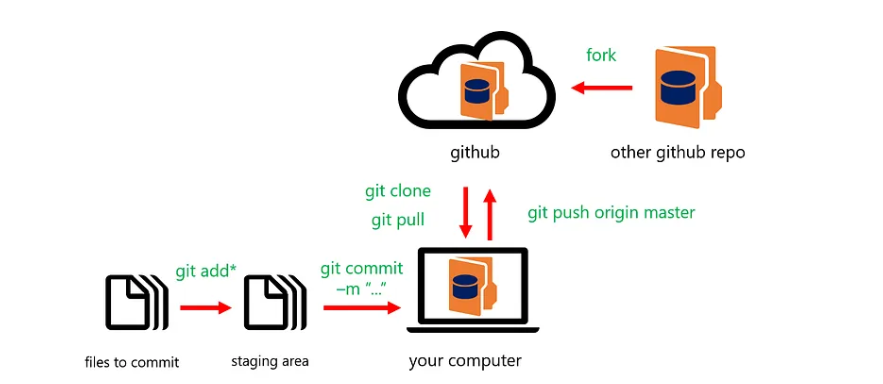 fork
github
other github repo
git clone
git pull
git push origin master
git add*
git commit
–m “...”
files to commit
staging area
your computer